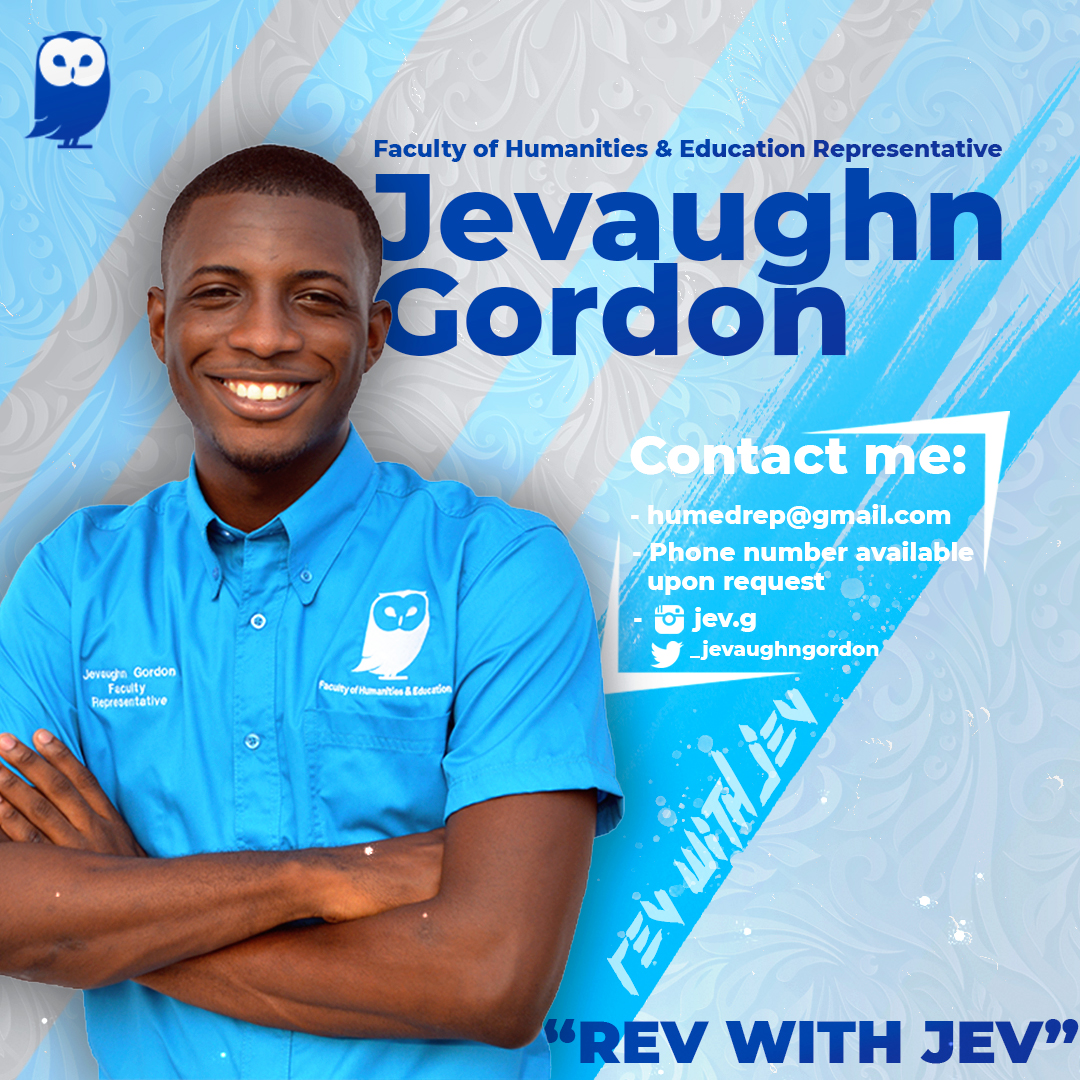 Faculty of Humanities & Education Representative
Jevaughn
Gordon
Contact me:
- humedrep@gmail.com
- Phone number available
upon request
- jev.g
_jevaughngordon
Jevaughn Gordon
Faculty
Representative
Faculty of Humanities & Education
REV WITH JEV
“REV WITH JEV”